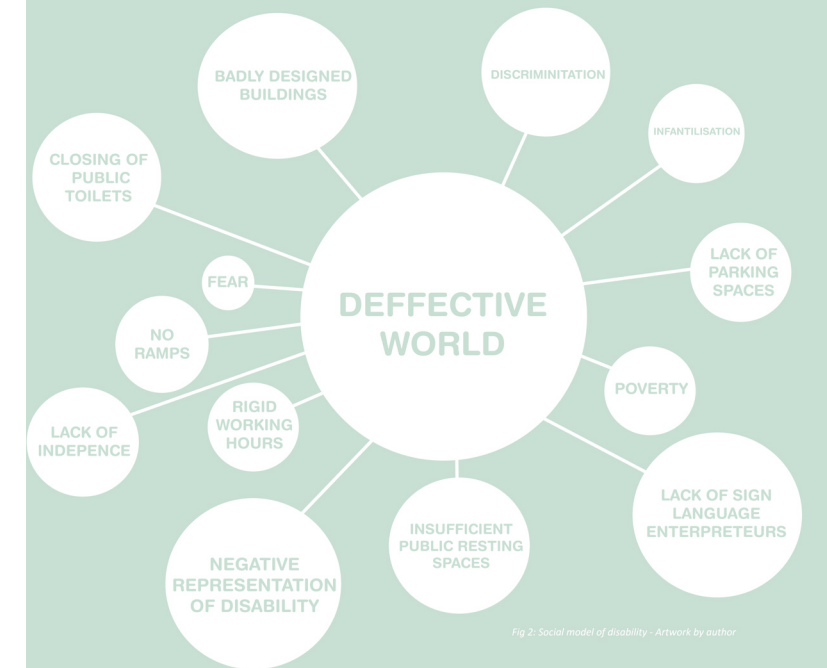 BADLY DESIGNED
BUILDINGS
DISCRIMINITATION
INFANTILISATION
CLOSING OF
PUBLIC
TOILETS
LACK OF
PARKING
SPACES
FEAR
DEFFECTIVE
WORLD
NO
RAMPS
POVERTY
RIGID
WORKING
HOURS
LACK OF
INDEPENCE
LACK OF SIGN
LANGUAGE
ENTERPRETEURS
INSUFFICIENT
PUBLIC RESTING
SPACES
NEGATIVE
REPRESENTATION
OF DISABILITY
Fig 2: Social model of disability - Artwork by author